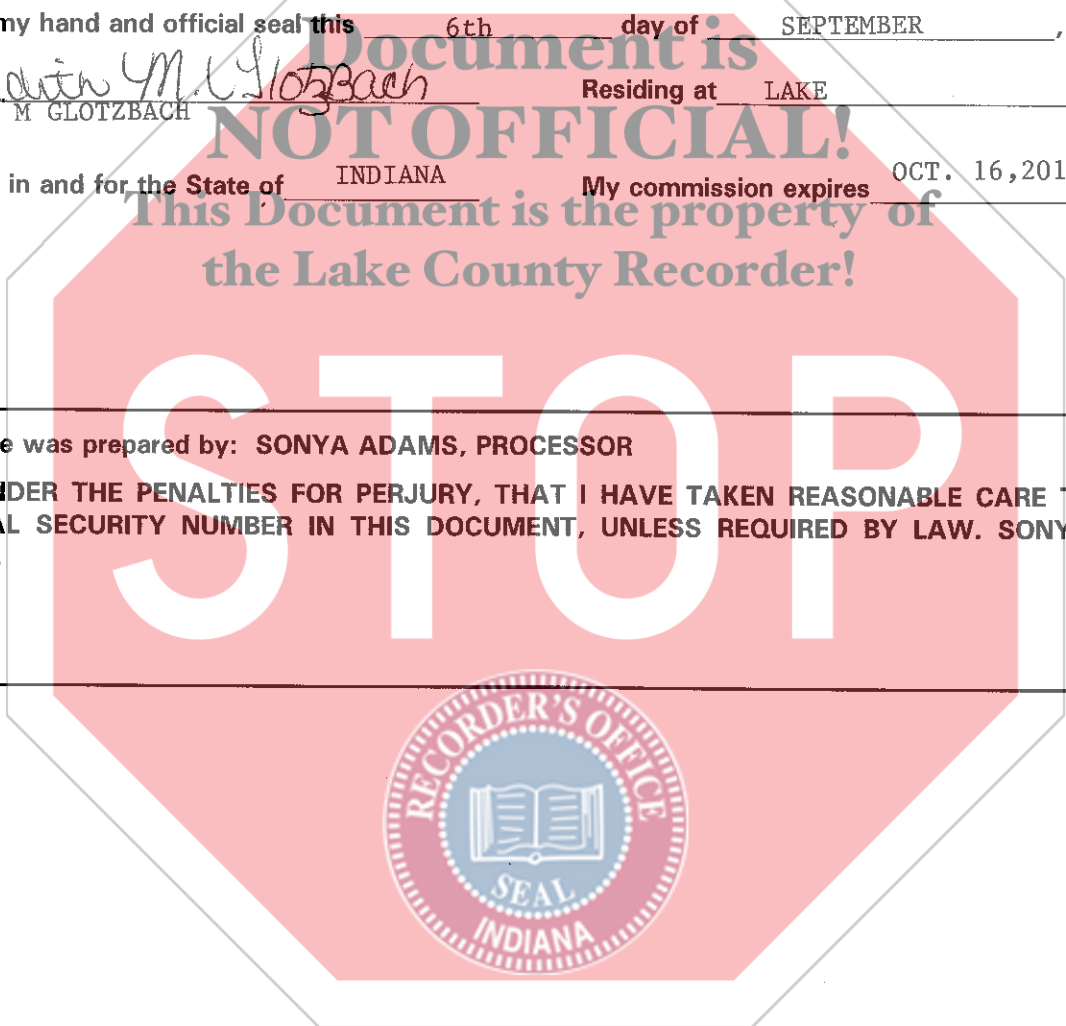 my hand and official seal this 6th day of SEPTEMBER,
Document is
M. Glotzbach
Residing at LAKE
M GLOTZBACH
NOT OFFICIAL!
in and for the State of INDIANA My commission expires OCT. 16,201
This Document is the property of
the Lake County Recorder!
STOP
e was prepared by: SONYA ADAMS, PROCESSOR
DER THE PENALTIES FOR PERJURY, THAT I HAVE TAKEN REASONABLE CARE T
AL SECURITY NUMBER IN THIS DOCUMENT, UNLESS REQUIRED BY LAW. SONY
RECORDER'S OFFICE
SEAL
INDIANA